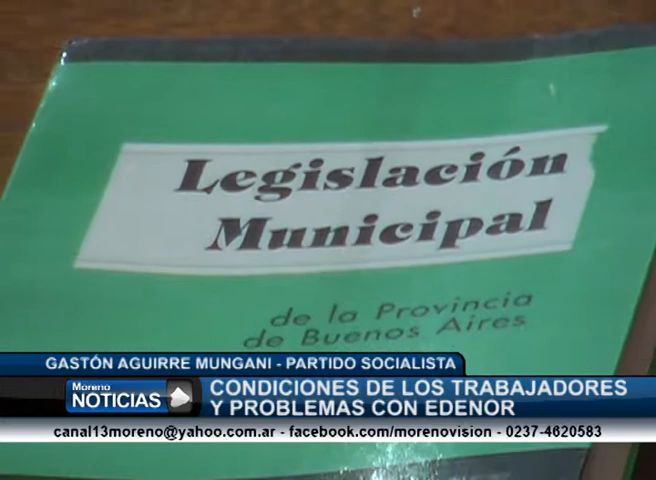 Legislación
Municipal
de la Provincia
de Buenos Aires
GASTÓN AGUIRRE MUNGANI - PARTIDO SOCIALISTA
Moreno
NOTICIAS
CONDICIONES DE LOS TRABAJADORES
Y PROBLEMAS CON EDENOR
canal13moreno@yahoo.com.ar - facebook.com/morenovision - 0237-4620583